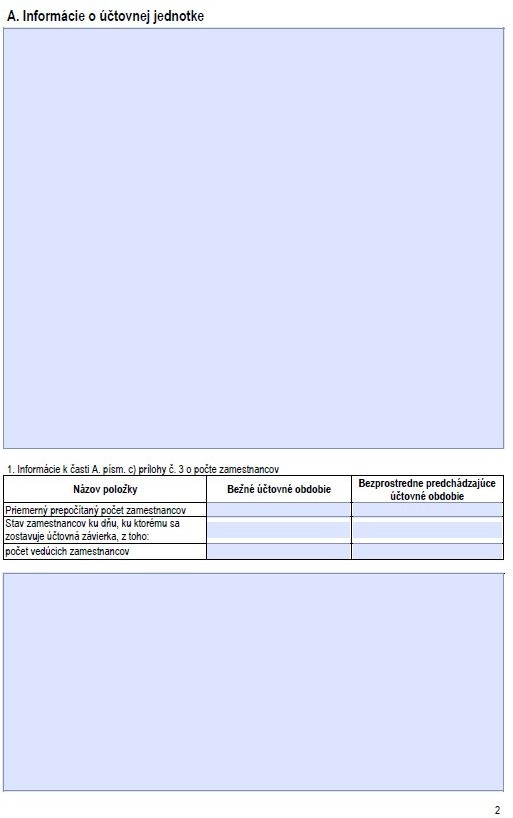 A. Informácie o účtovnej jednotke
1. Informácie k časti A. písm. c) prílohy č. 3 o počte zamestnancov
Názov položky
Bežné účtovné obdobie
Bezprostredne predchádzajúce
účtovné obdobie
Priemerný prepočítaný počet zamestnancov
Stav zamestnancov ku dňu, ku ktorému sa
zostavuje účtovná závierka, z toho:
počet vedúcich zamestnancov
2